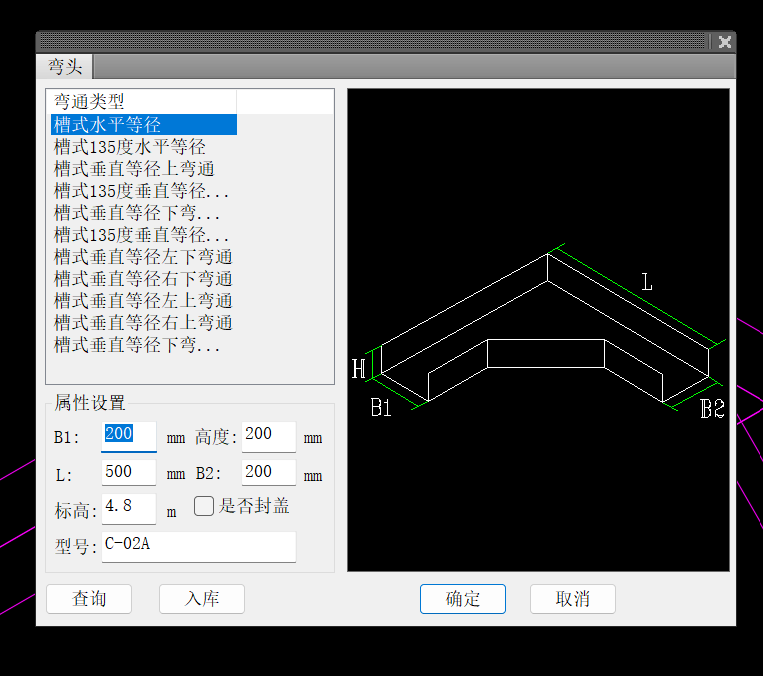 弯头
弯通类型
槽式水平等径
槽式135度水平等径
槽式垂直等径上弯通
槽式135度垂直等径...
槽式垂直等径下弯...
槽式135度垂直等径...
槽式垂直等径左下弯通
槽式垂直等径右下弯通
槽式垂直等径左上弯通
槽式垂直等径右上弯通
槽式垂直等径下弯...
L
H
B1
B2
属性设置
B1: 200 mm 高度: 200 mm
L: 500 mm B2: 200 mm
标高: 4.8 m 是否封盖
型号: C-02A
查询 入库 确定 取消